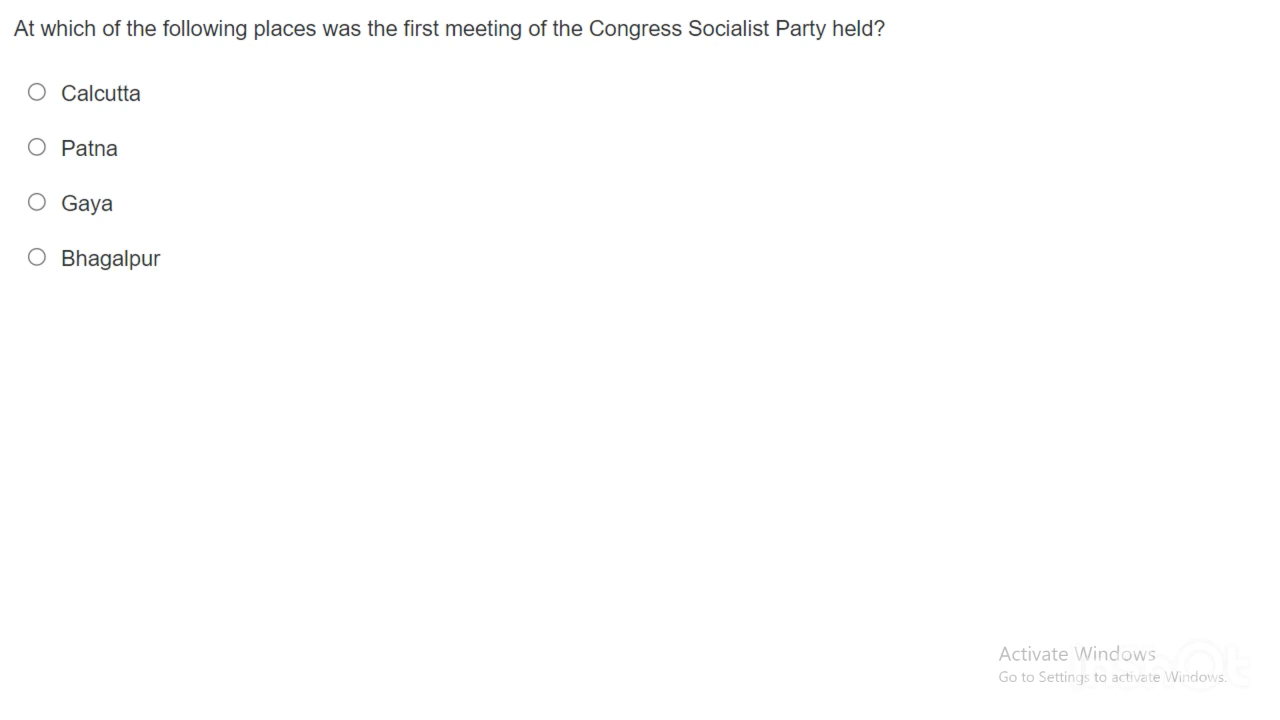 At which of the following places was the first meeting of the Congress Socialist Party held?
Calcutta
Patna
Gaya
Bhagalpur
Activate Windows
Go to Settings to activate Windows.